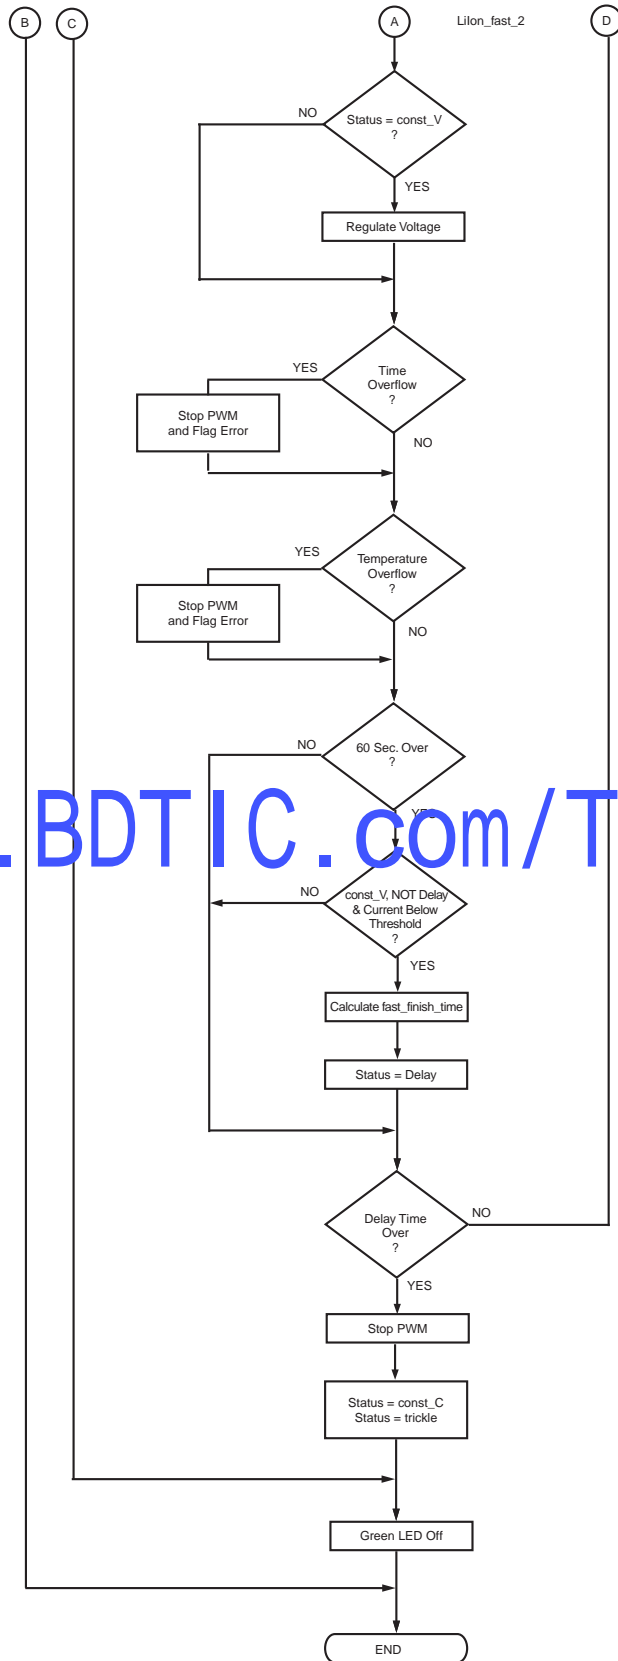 B
C
A
LiIon_fast_2
D
NO
Status = const_V
?
YES
Regulate Voltage
YES
Time
Overflow
?
Stop PWM
and Flag Error
NO
YES
Temperature
Overflow
?
Stop PWM
and Flag Error
NO
NO
60 Sec. Over
?
YES
.BDTIC.com/T
NO
const_V, NOT Delay
& Current Below
Threshold
?
YES
Calculate fast_finish_time
Status = Delay
Delay Time
Over
?
NO
YES
Stop PWM
Status = const_C
Status = trickle
Green LED Off
END